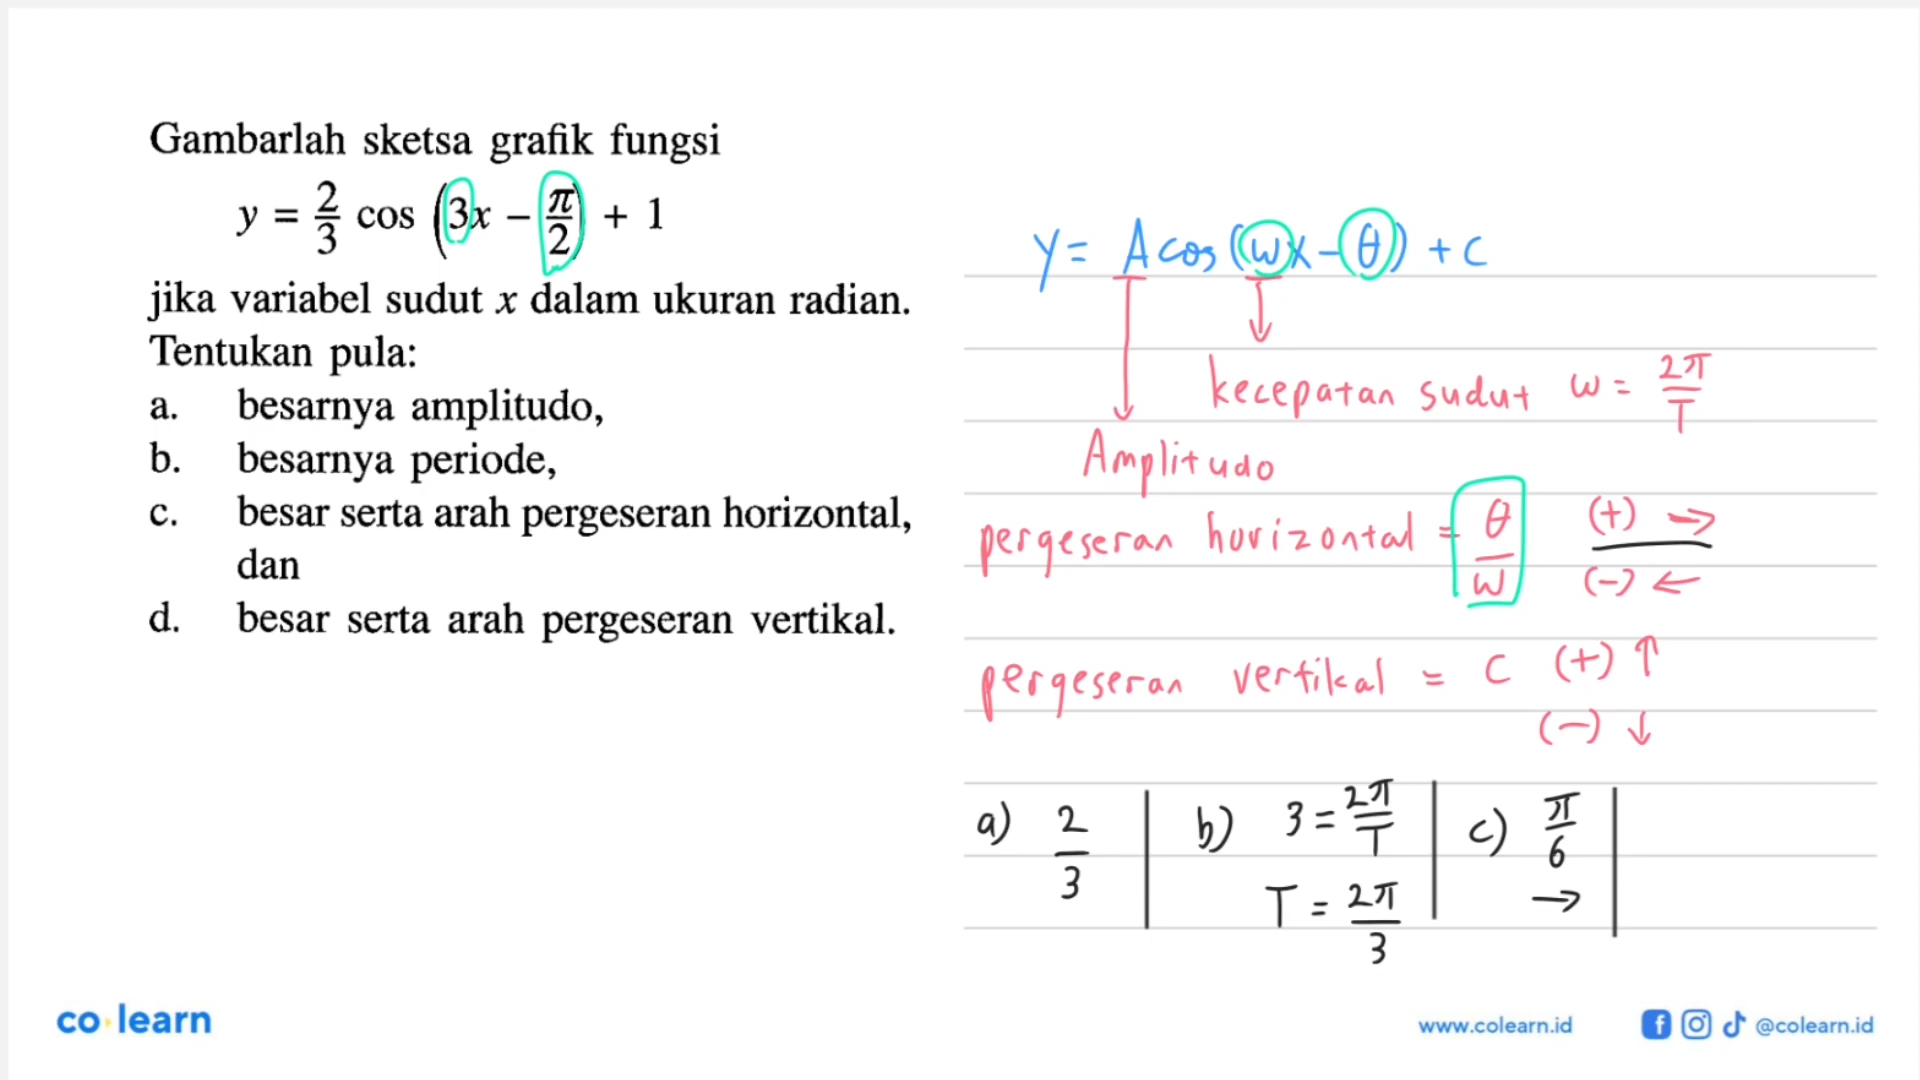 Gambarlah sketsa grafik fungsi
y = 2/3 cos (3x - π/2) + 1
jika variabel sudut x dalam ukuran radian.
Tentukan pula:
a. besarnya amplitudo,
b. besarnya periode,
c. besar serta arah pergeseran horizontal,
dan
d. besar serta arah pergeseran vertikal.
y = A cos (wx - θ) + c
kecepatan sudut w = 2π/T
Amplitudo
pergeseran horizontal = θ/w (+) →
(-) ←
pergeseran vertikal = c (+) ↑
(-) ↓
a) 2/3
b) 3 = 2π/T
T = 2π/3
c) π/6
→
co learn
www.colearn.id
@colearn.id